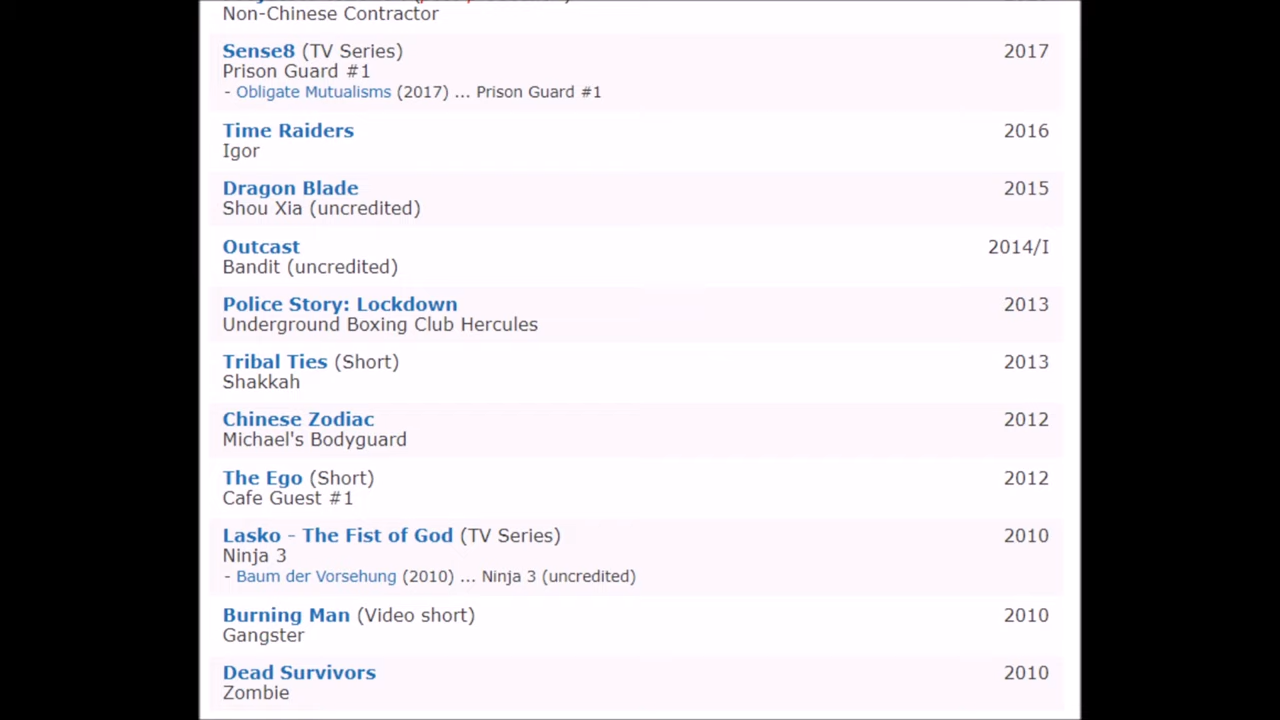 Non-Chinese Contractor
Sense8 (TV Series) 2017
Prison Guard #1
- Obligate Mutualisms (2017) ... Prison Guard #1
Time Raiders 2016
Igor
Dragon Blade 2015
Shou Xia (uncredited)
Outcast 2014/I
Bandit (uncredited)
Police Story: Lockdown 2013
Underground Boxing Club Hercules
Tribal Ties (Short) 2013
Shakkah
Chinese Zodiac 2012
Michael's Bodyguard
The Ego (Short) 2012
Cafe Guest #1
Lasko - The Fist of God (TV Series) 2010
Ninja 3
- Baum der Vorsehung (2010) ... Ninja 3 (uncredited)
Burning Man (Video short) 2010
Gangster
Dead Survivors 2010
Zombie